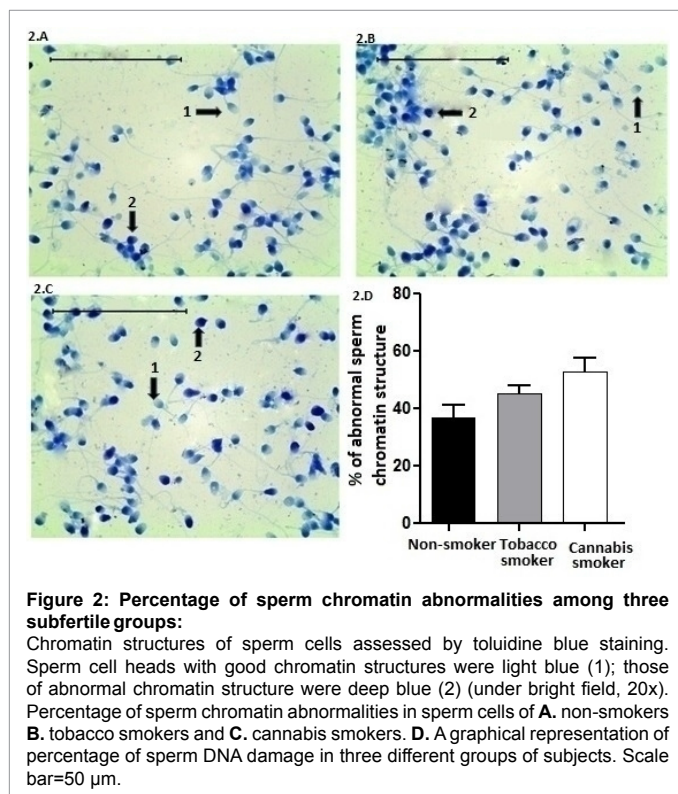 2.A
2.B
1
2
1
2
2.C
2
1
2.D
80
60
40
20
0
% of abnormal sperm
chromatin structure
Non-smoker Tobacco smoker Cannabis smoker
Figure 2: Percentage of sperm chromatin abnormalities among three
subfertile groups:
Chromatin structures of sperm cells assessed by toluidine blue staining.
Sperm cell heads with good chromatin structures were light blue (1); those
of abnormal chromatin structure were deep blue (2) (under bright field, 20x).
Percentage of sperm chromatin abnormalities in sperm cells of A. non-smokers
B. tobacco smokers and C. cannabis smokers. D. A graphical representation of
percentage of sperm DNA damage in three different groups of subjects. Scale
bar=50 µm.